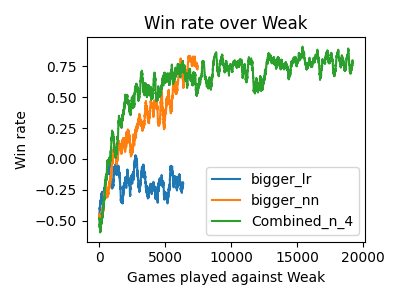 Win rate over Weak
Win rate
0.75
0.50
0.25
0.00
−0.25
−0.50
bigger_lr
bigger_nn
Combined_n_4
0 5000 10000 15000 20000
Games played against Weak